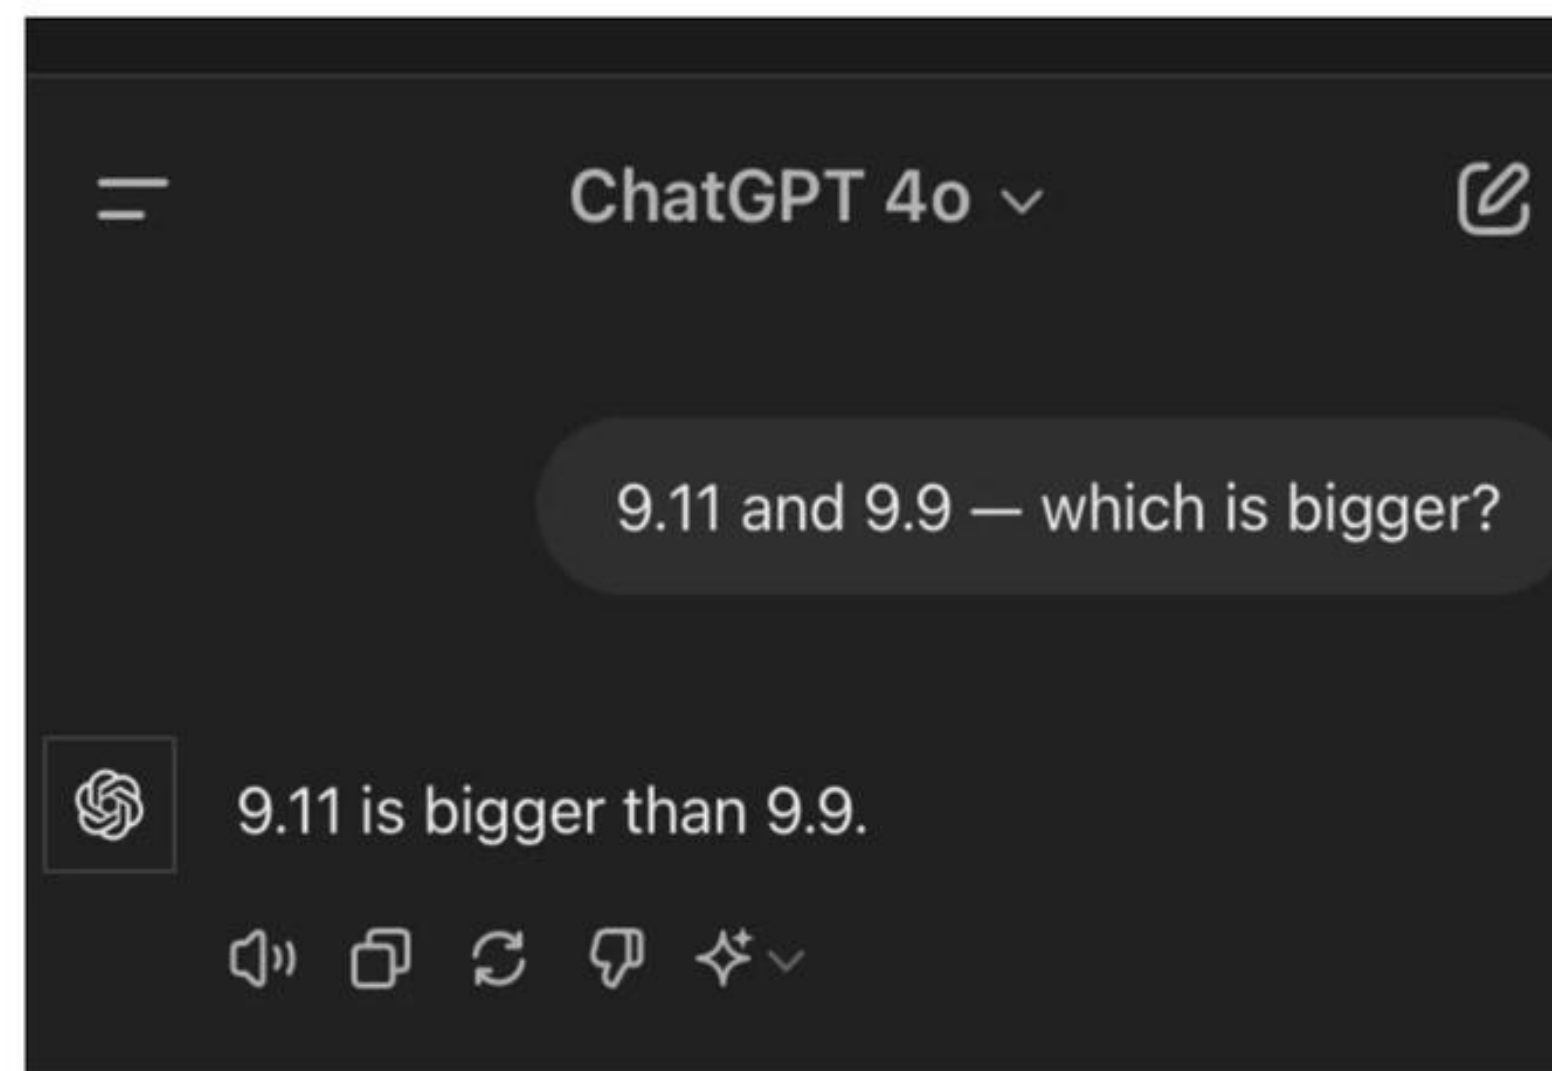 ChatGPT 4o
9.11 and 9.9 — which is bigger?
9.11 is bigger than 9.9.